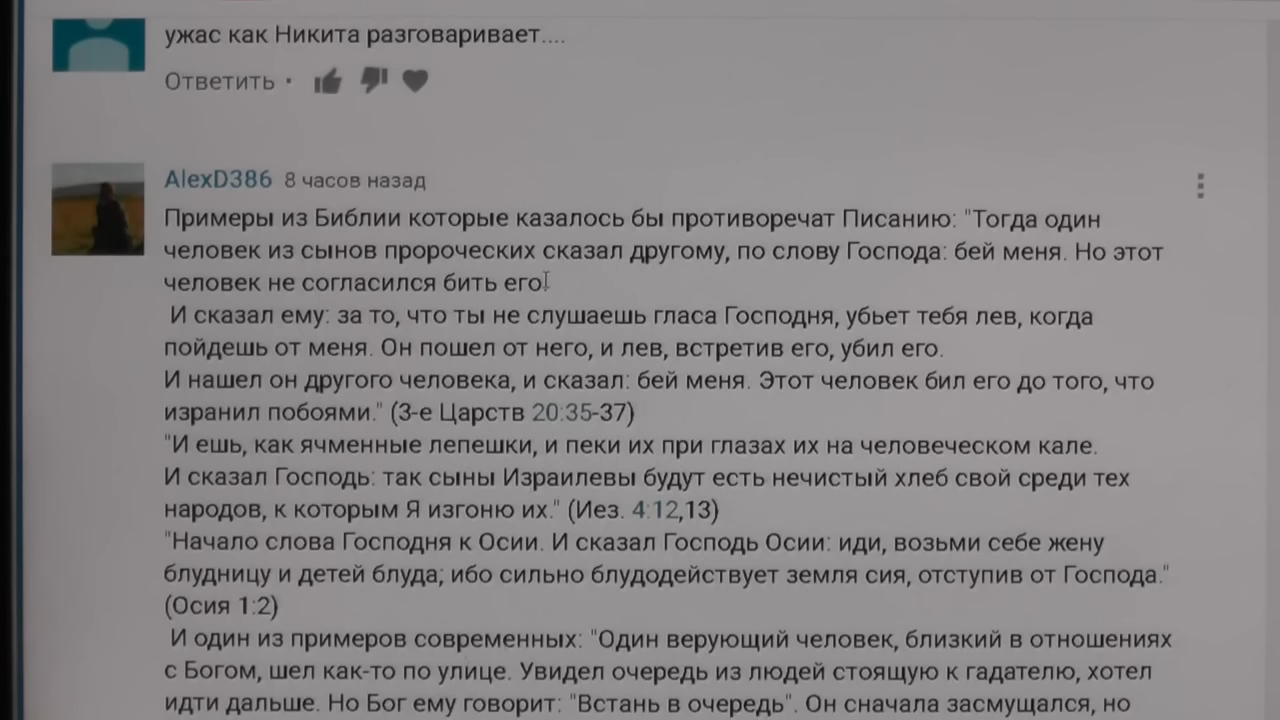 ужас как Никита разговаривает....
Ответить •
AlexD386 8 часов назад
Примеры из Библии которые казалось бы противоречат Писанию: "Тогда один
человек из сынов пророческих сказал другому, по слову Господа: бей меня. Но этот
человек не согласился бить его.
И сказал ему: за то, что ты не слушаешь гласа Господня, убьет тебя лев, когда
пойдешь от меня. Он пошел от него, и лев, встретив его, убил его.
И нашел он другого человека, и сказал: бей меня. Этот человек бил его до того, что
изранил побоями." (3-е Царств 20:35-37)
"И ешь, как ячменные лепешки, и пеки их при глазах их на человеческом кале.
И сказал Господь: так сыны Израилевы будут есть нечистый хлеб свой среди тех
народов, к которым Я изгоню их." (Иез. 4:12,13)
"Начало слова Господня к Осии. И сказал Господь Осии: иди, возьми себе жену
блудницу и детей блуда; ибо сильно блудодействует земля сия, отступив от Господа."
(Осия 1:2)
И один из примеров современных: "Один верующий человек, близкий в отношениях
с Богом, шел как-то по улице. Увидел очередь из людей стоящую к гадателю, хотел
идти дальше. Но Бог ему говорит: "Встань в очередь". Он сначала засмущался, но